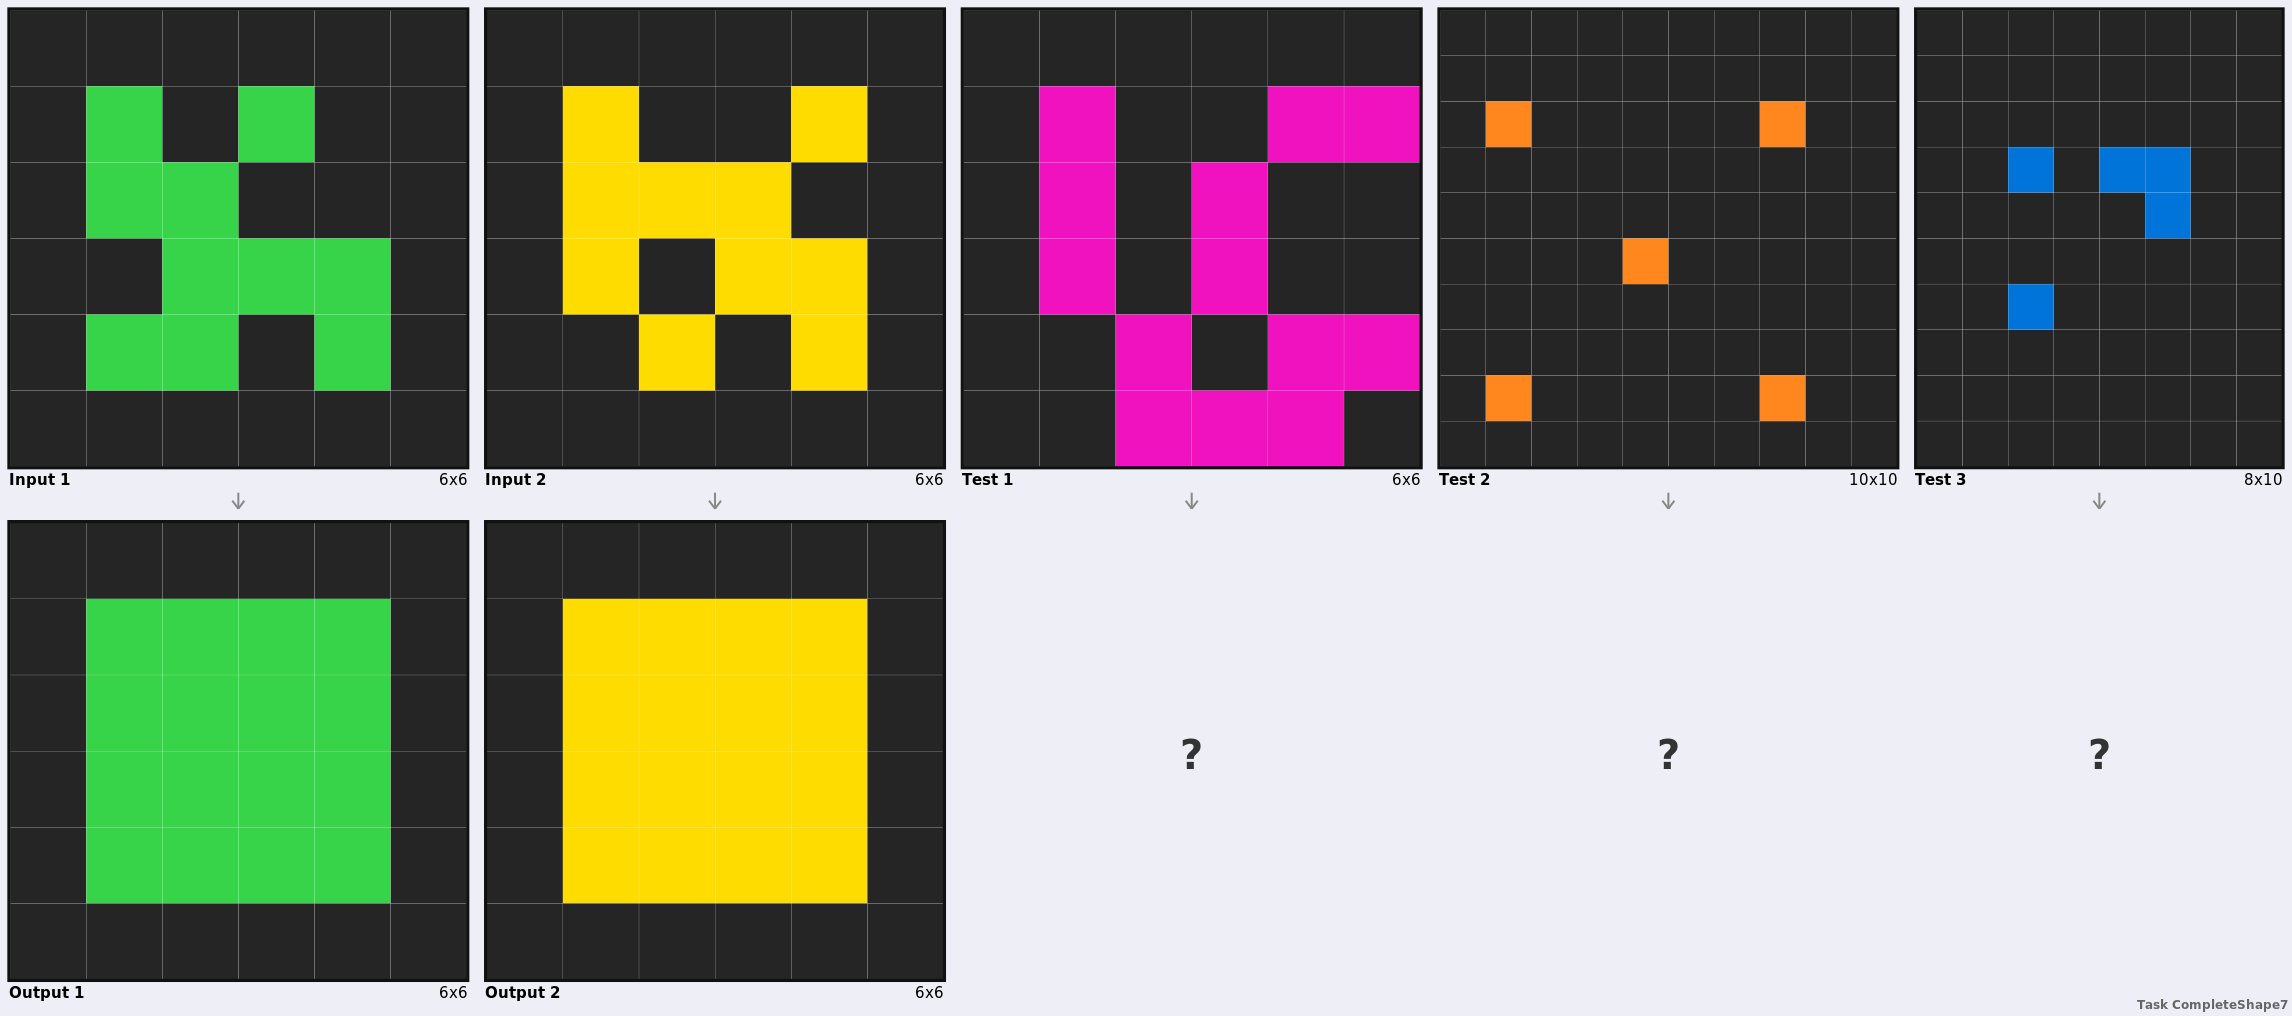 Input 1 6x6
Input 2 6x6
Test 1 6x6
Test 2 10x10
Test 3 8x10
Output 1 6x6
Output 2 6x6
?
?
?
Task CompleteShape7